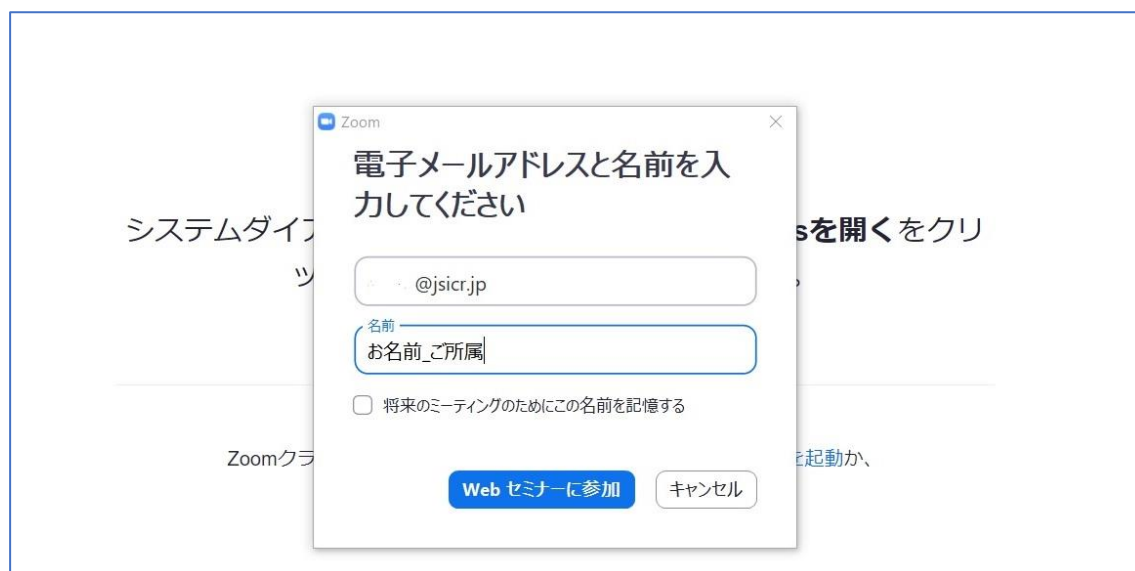 Zoom
電子メールアドレスと名前を入
力してください
システムダイ
sを開くをクリ
ッ
@jsicr.jp
名前
お名前_ご所属
将来のミーティングのためにこの名前を記憶する
Zoomクラ
を起動か、
Web セミナーに参加
キャンセル